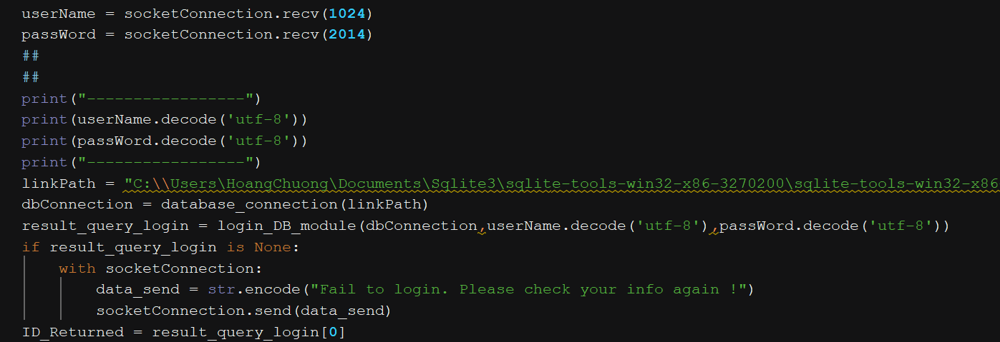 userName = socketConnection.recv(1024)
passWord = socketConnection.recv(2014)
##
##
print("-----------------")
print(userName.decode('utf-8'))
print(passWord.decode('utf-8'))
print("-----------------")
linkPath = "C:\\Users\HoangChuong\Documents\Sqlite3\sqlite-tools-win32-x86-3270200\sqlite-tools-win32-x86-
dbConnection = database_connection(linkPath)
result_query_login = login_DB_module(dbConnection,userName.decode('utf-8'),passWord.decode('utf-8'))
if result_query_login is None:
    with socketConnection:
        data_send = str.encode("Fail to login. Please check your info again !")
        socketConnection.send(data_send)
ID_Returned = result_query_login[0]